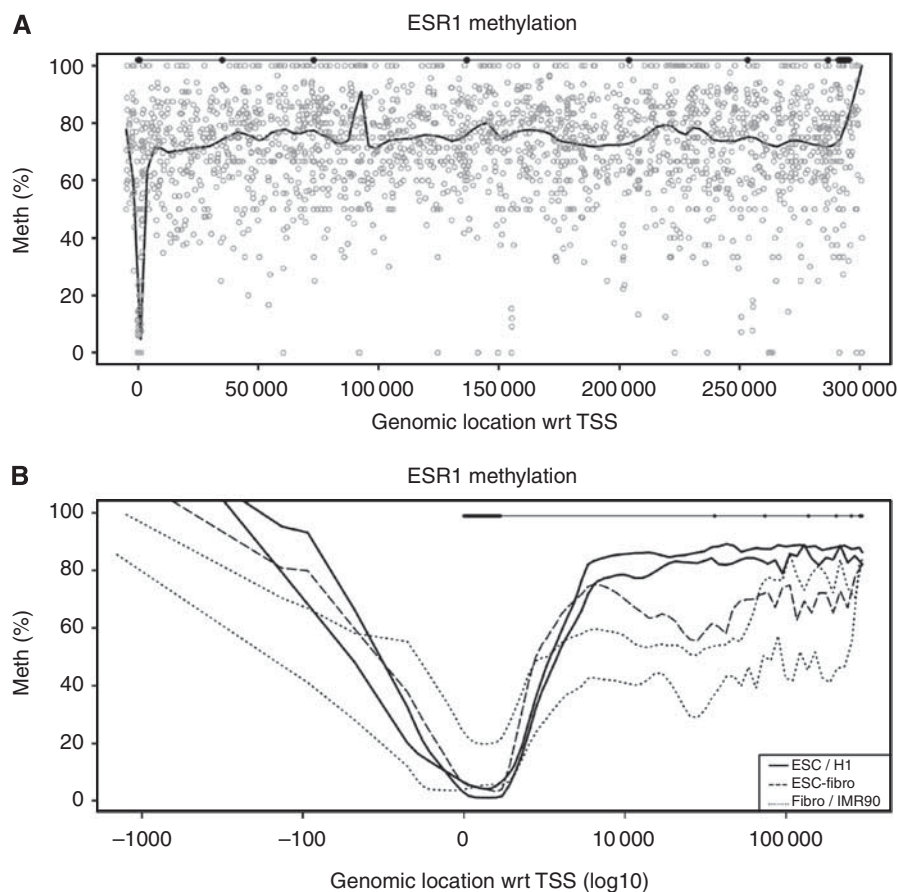 A
ESR1 methylation
100
80
60
40
20
0
Meth (%)
0 50 000 100 000 150 000 200 000 250 000 300 000
Genomic location wrt TSS
B
ESR1 methylation
100
80
60
40
20
0
Meth (%)
ESC / H1
ESC-fibro
Fibro / IMR90
–1000 –100 0 10 000 100 000
Genomic location wrt TSS (log10)